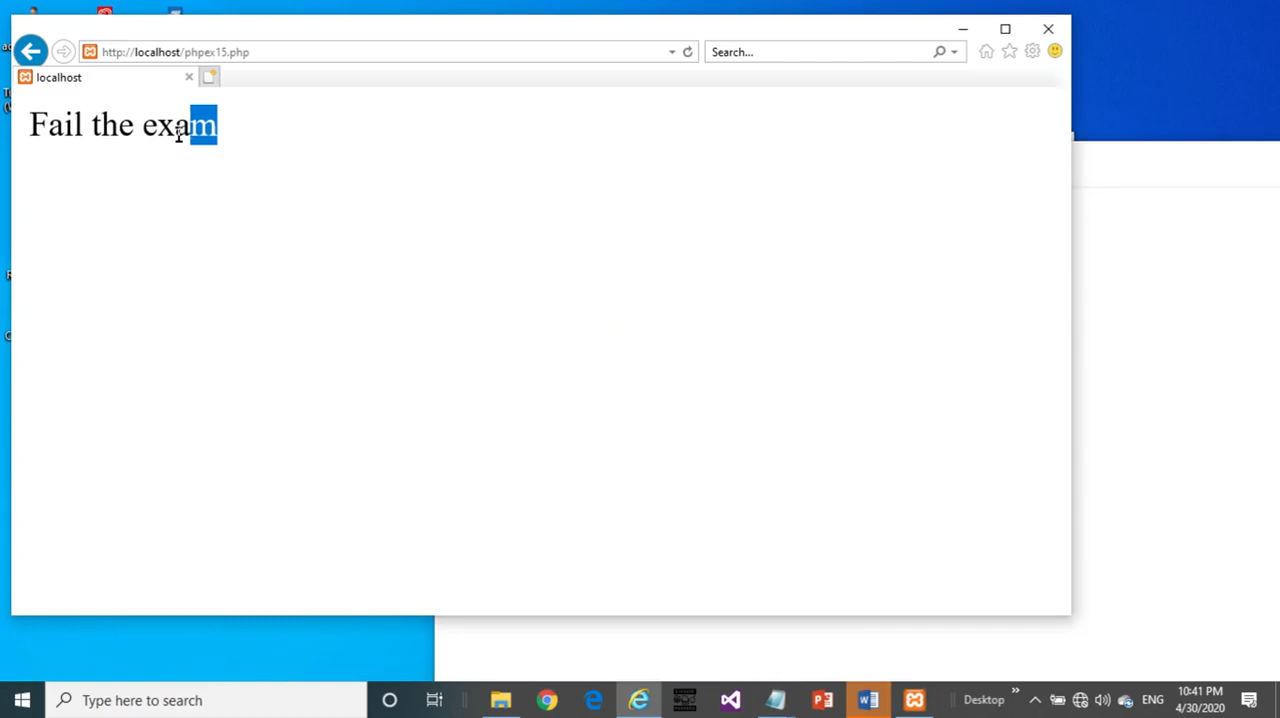 http://localhost/phpex15.php
Search...
localhost
Fail the exam
Type here to search
Desktop
ENG
10:41 PM
4/30/2020